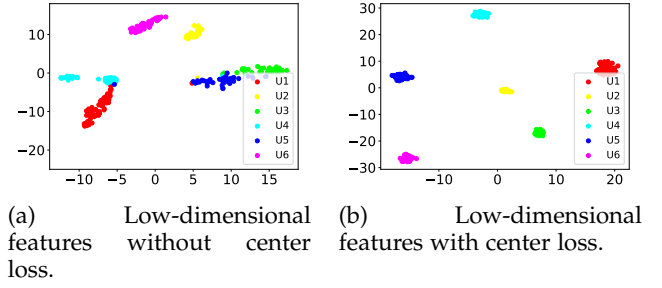 10
0
−10
−20
−10
−5
0
5
10
15
U1
U2
U3
U4
U5
U6
30
20
10
0
−10
−20
−30
−10
0
10
20
U1
U2
U3
U4
U5
U6
(a) Low-dimensional
features without center
loss.
(b) Low-dimensional
features with center loss.